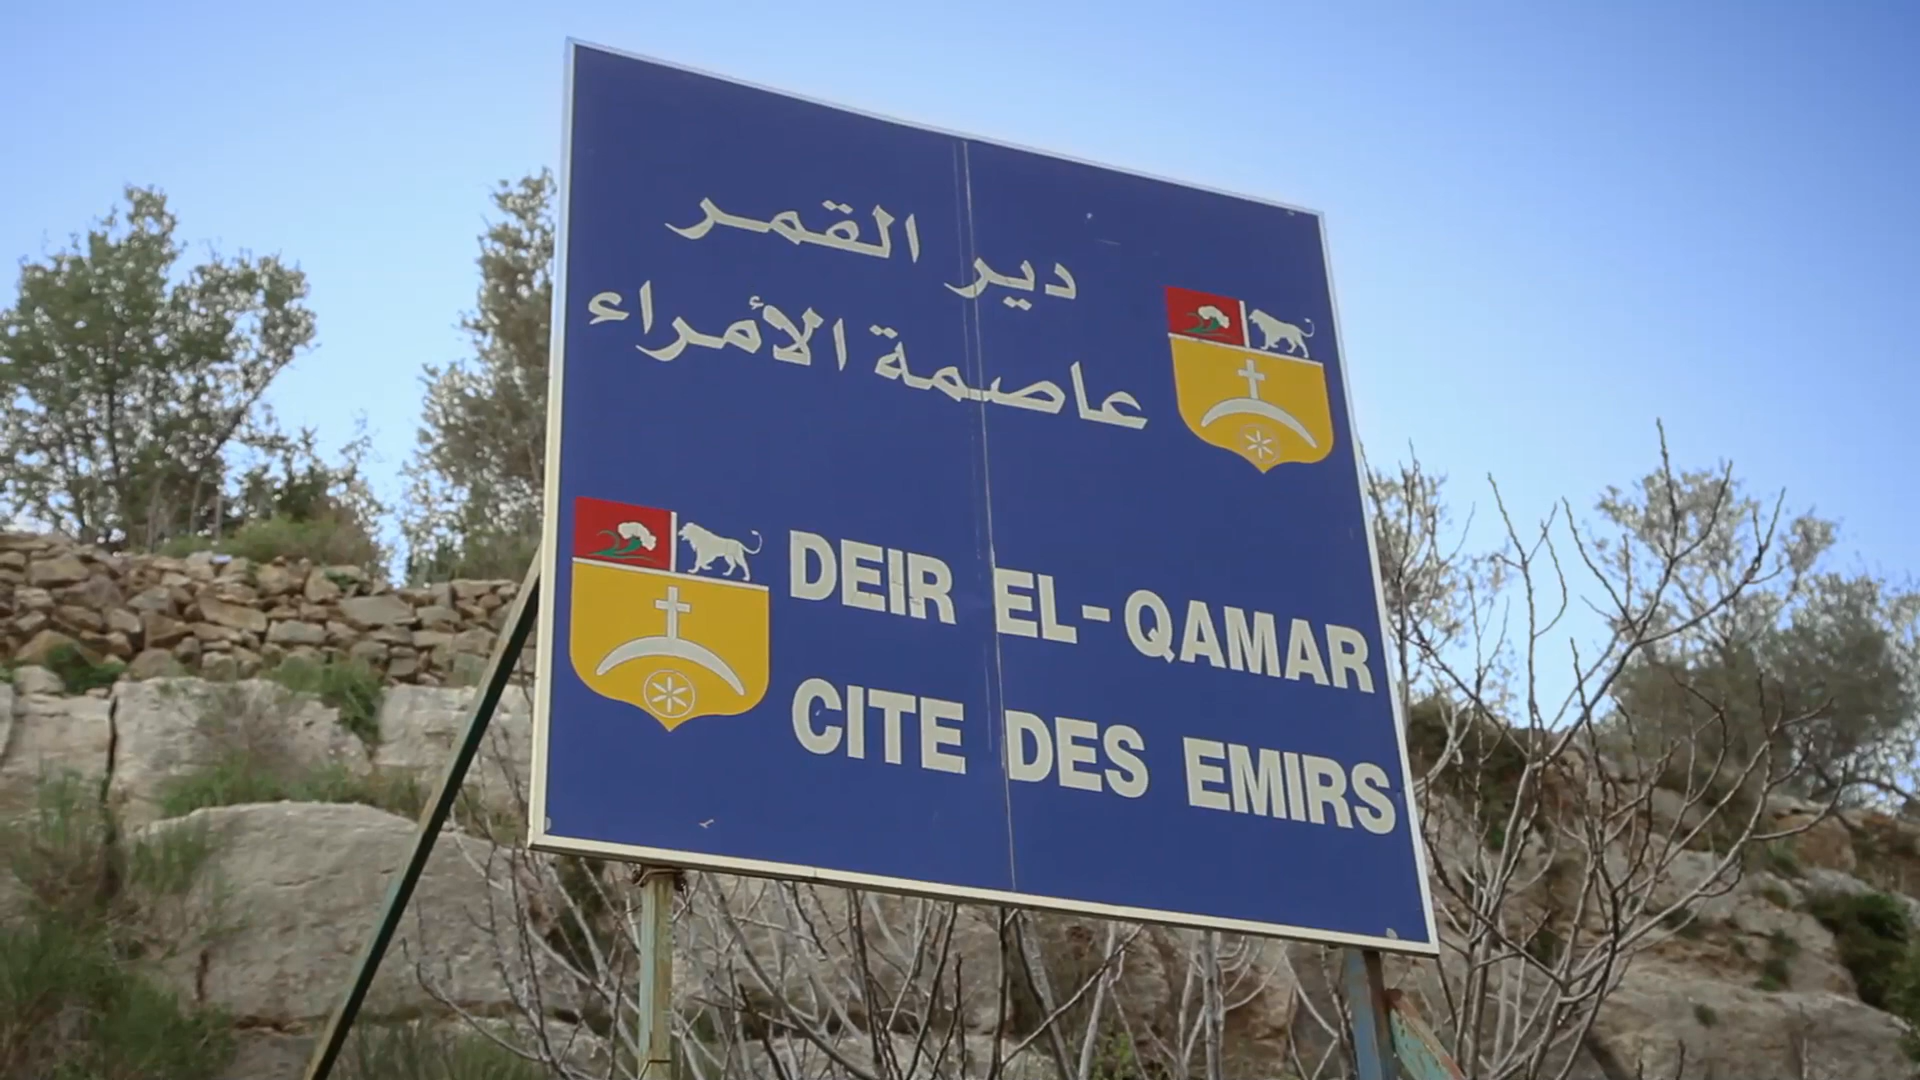 دير القمر
عاصمة الأمراء
DEIR EL-QAMAR
CITE DES EMIRS